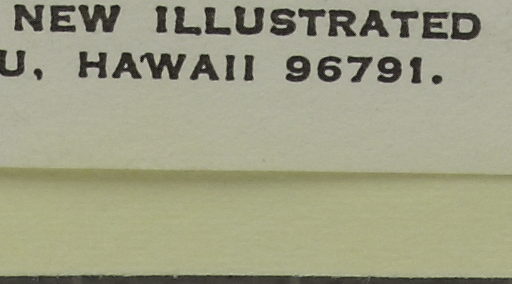 NEW ILLUSTRATED
U, HAWAII 96791.